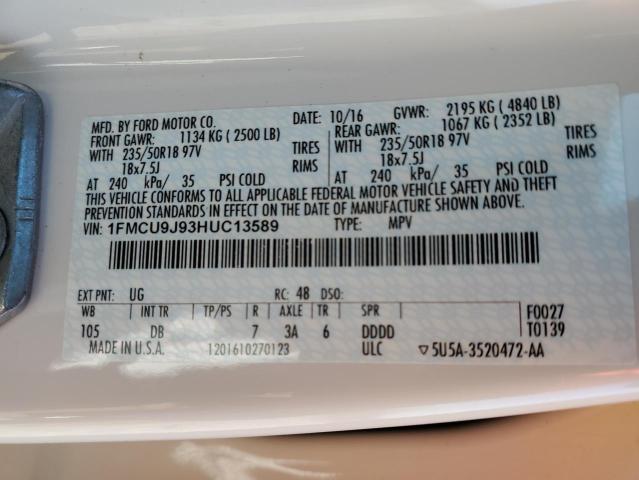 MFD. BY FORD MOTOR CO. DATE: 10/16 GVWR: 2195 KG ( 4840 LB)
FRONT GAWR: 1134 KG ( 2500 LB) REAR GAWR: 1067 KG ( 2352 LB)
WITH 235/50R18 97V TIRES WITH 235/50R18 97V TIRES
18x7.5J RIMS 18x7.5J RIMS
AT 240 kPa/ 35 PSI COLD AT 240 kPa/ 35 PSI COLD
THIS VEHICLE CONFORMS TO ALL APPLICABLE FEDERAL MOTOR VEHICLE SAFETY AND THEFT
PREVENTION STANDARDS IN EFFECT ON THE DATE OF MANUFACTURE SHOWN ABOVE.
VIN: 1FMCU9J93HUC13589 TYPE: MPV
EXT PNT: UG RC: 48 DSO:
WB INT TR TP/PS R AXLE TR SPR F0027
105 DB 7 3A 6 DDDD T0139
MADE IN U.S.A. 1201610270123 ULC ▽5U5A-3520472-AA